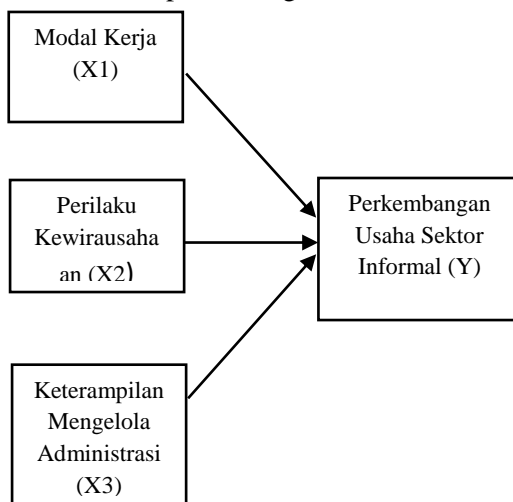 Modal Kerja
(X1)
Perilaku
Kewirausaha
an (X2)
Perkembangan
Usaha Sektor
Informal (Y)
Keterampilan
Mengelola
Administrasi
(X3)